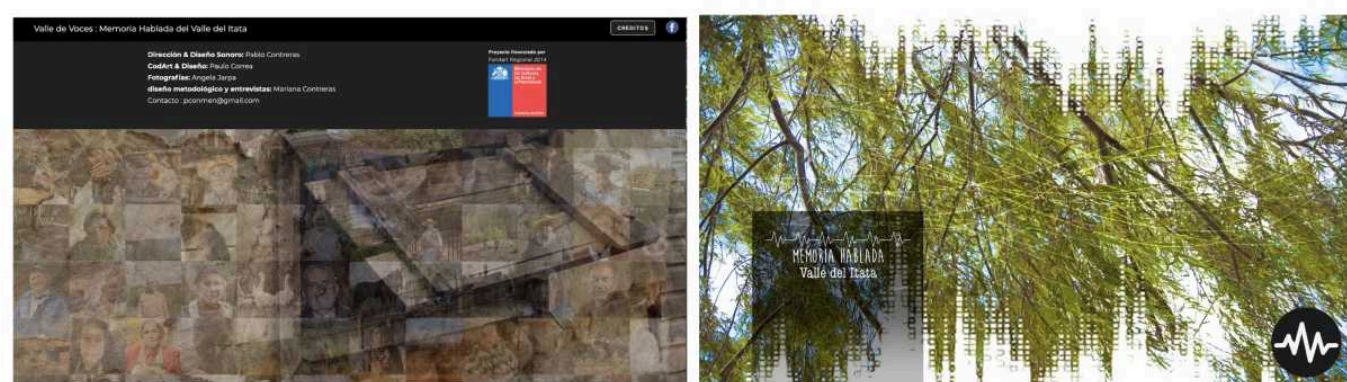 Valle de Voces : Memoria Hablada del Valle del Itata
CRÉDITOS
Dirección & Diseño Sonoro: Pablo Contreras
CodArt & Diseño: Paulo Correa
Fotografías: Angela Jarpa
diseño metodológico y entrevistas: Mariana Contreras
Contacto : pconmen@gmail.com
Proyecto financiado por
Fondart Regional 2014
MEMORIA HABLADA
Valle del Itata